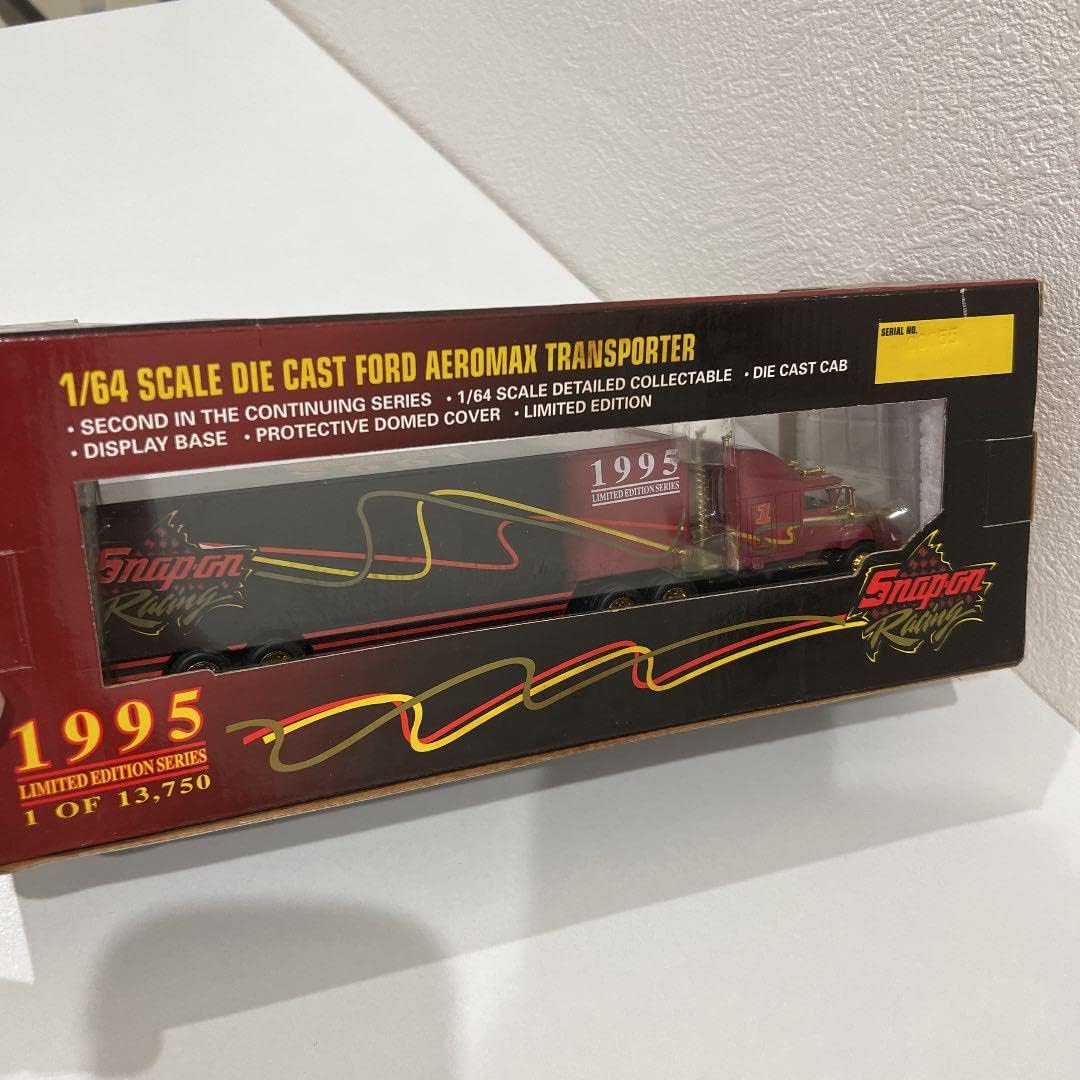 1/64 SCALE DIE CAST FORD AEROMAX TRANSPORTER
• SECOND IN THE CONTINUING SERIES • 1/64 SCALE DETAILED COLLECTABLE • DIE CAST CAB
• DISPLAY BASE • PROTECTIVE DOMED COVER • LIMITED EDITION
SERIAL NO.
1995
LIMITED EDITION SERIES
1
Snap-on
Racing
Snap-on
Racing
1995
LIMITED EDITION SERIES
1 OF 13,750